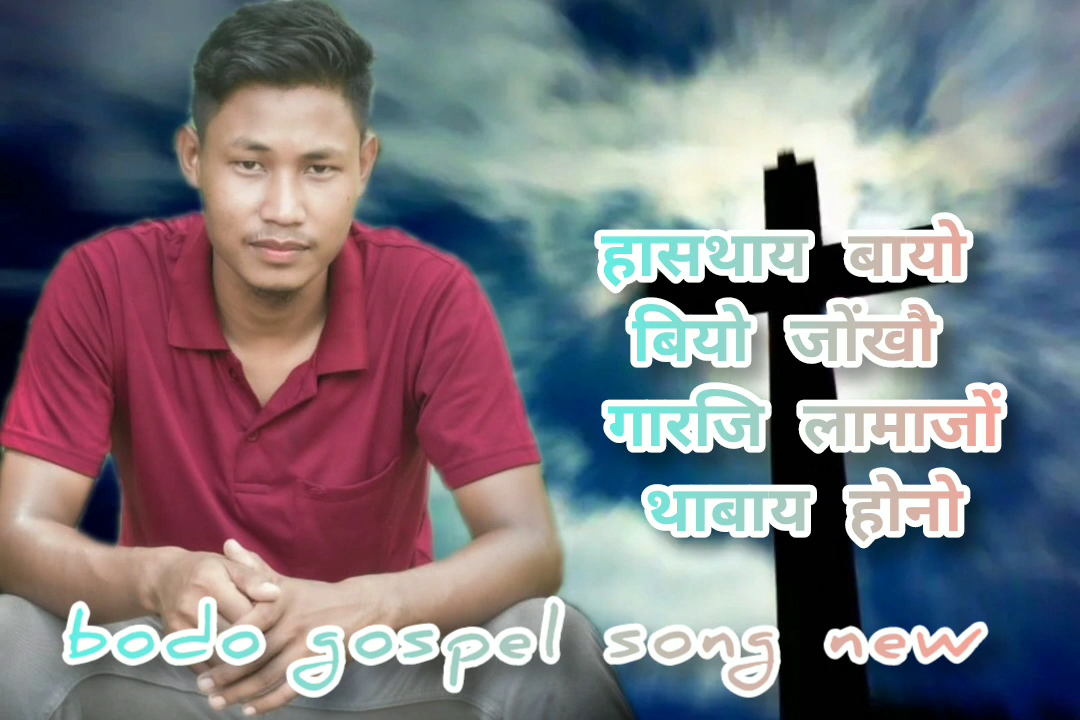 हासथाय बायो
बियो जोंखौ
गारजि लामाजों
थाबाय होनो
bodo gospel song new